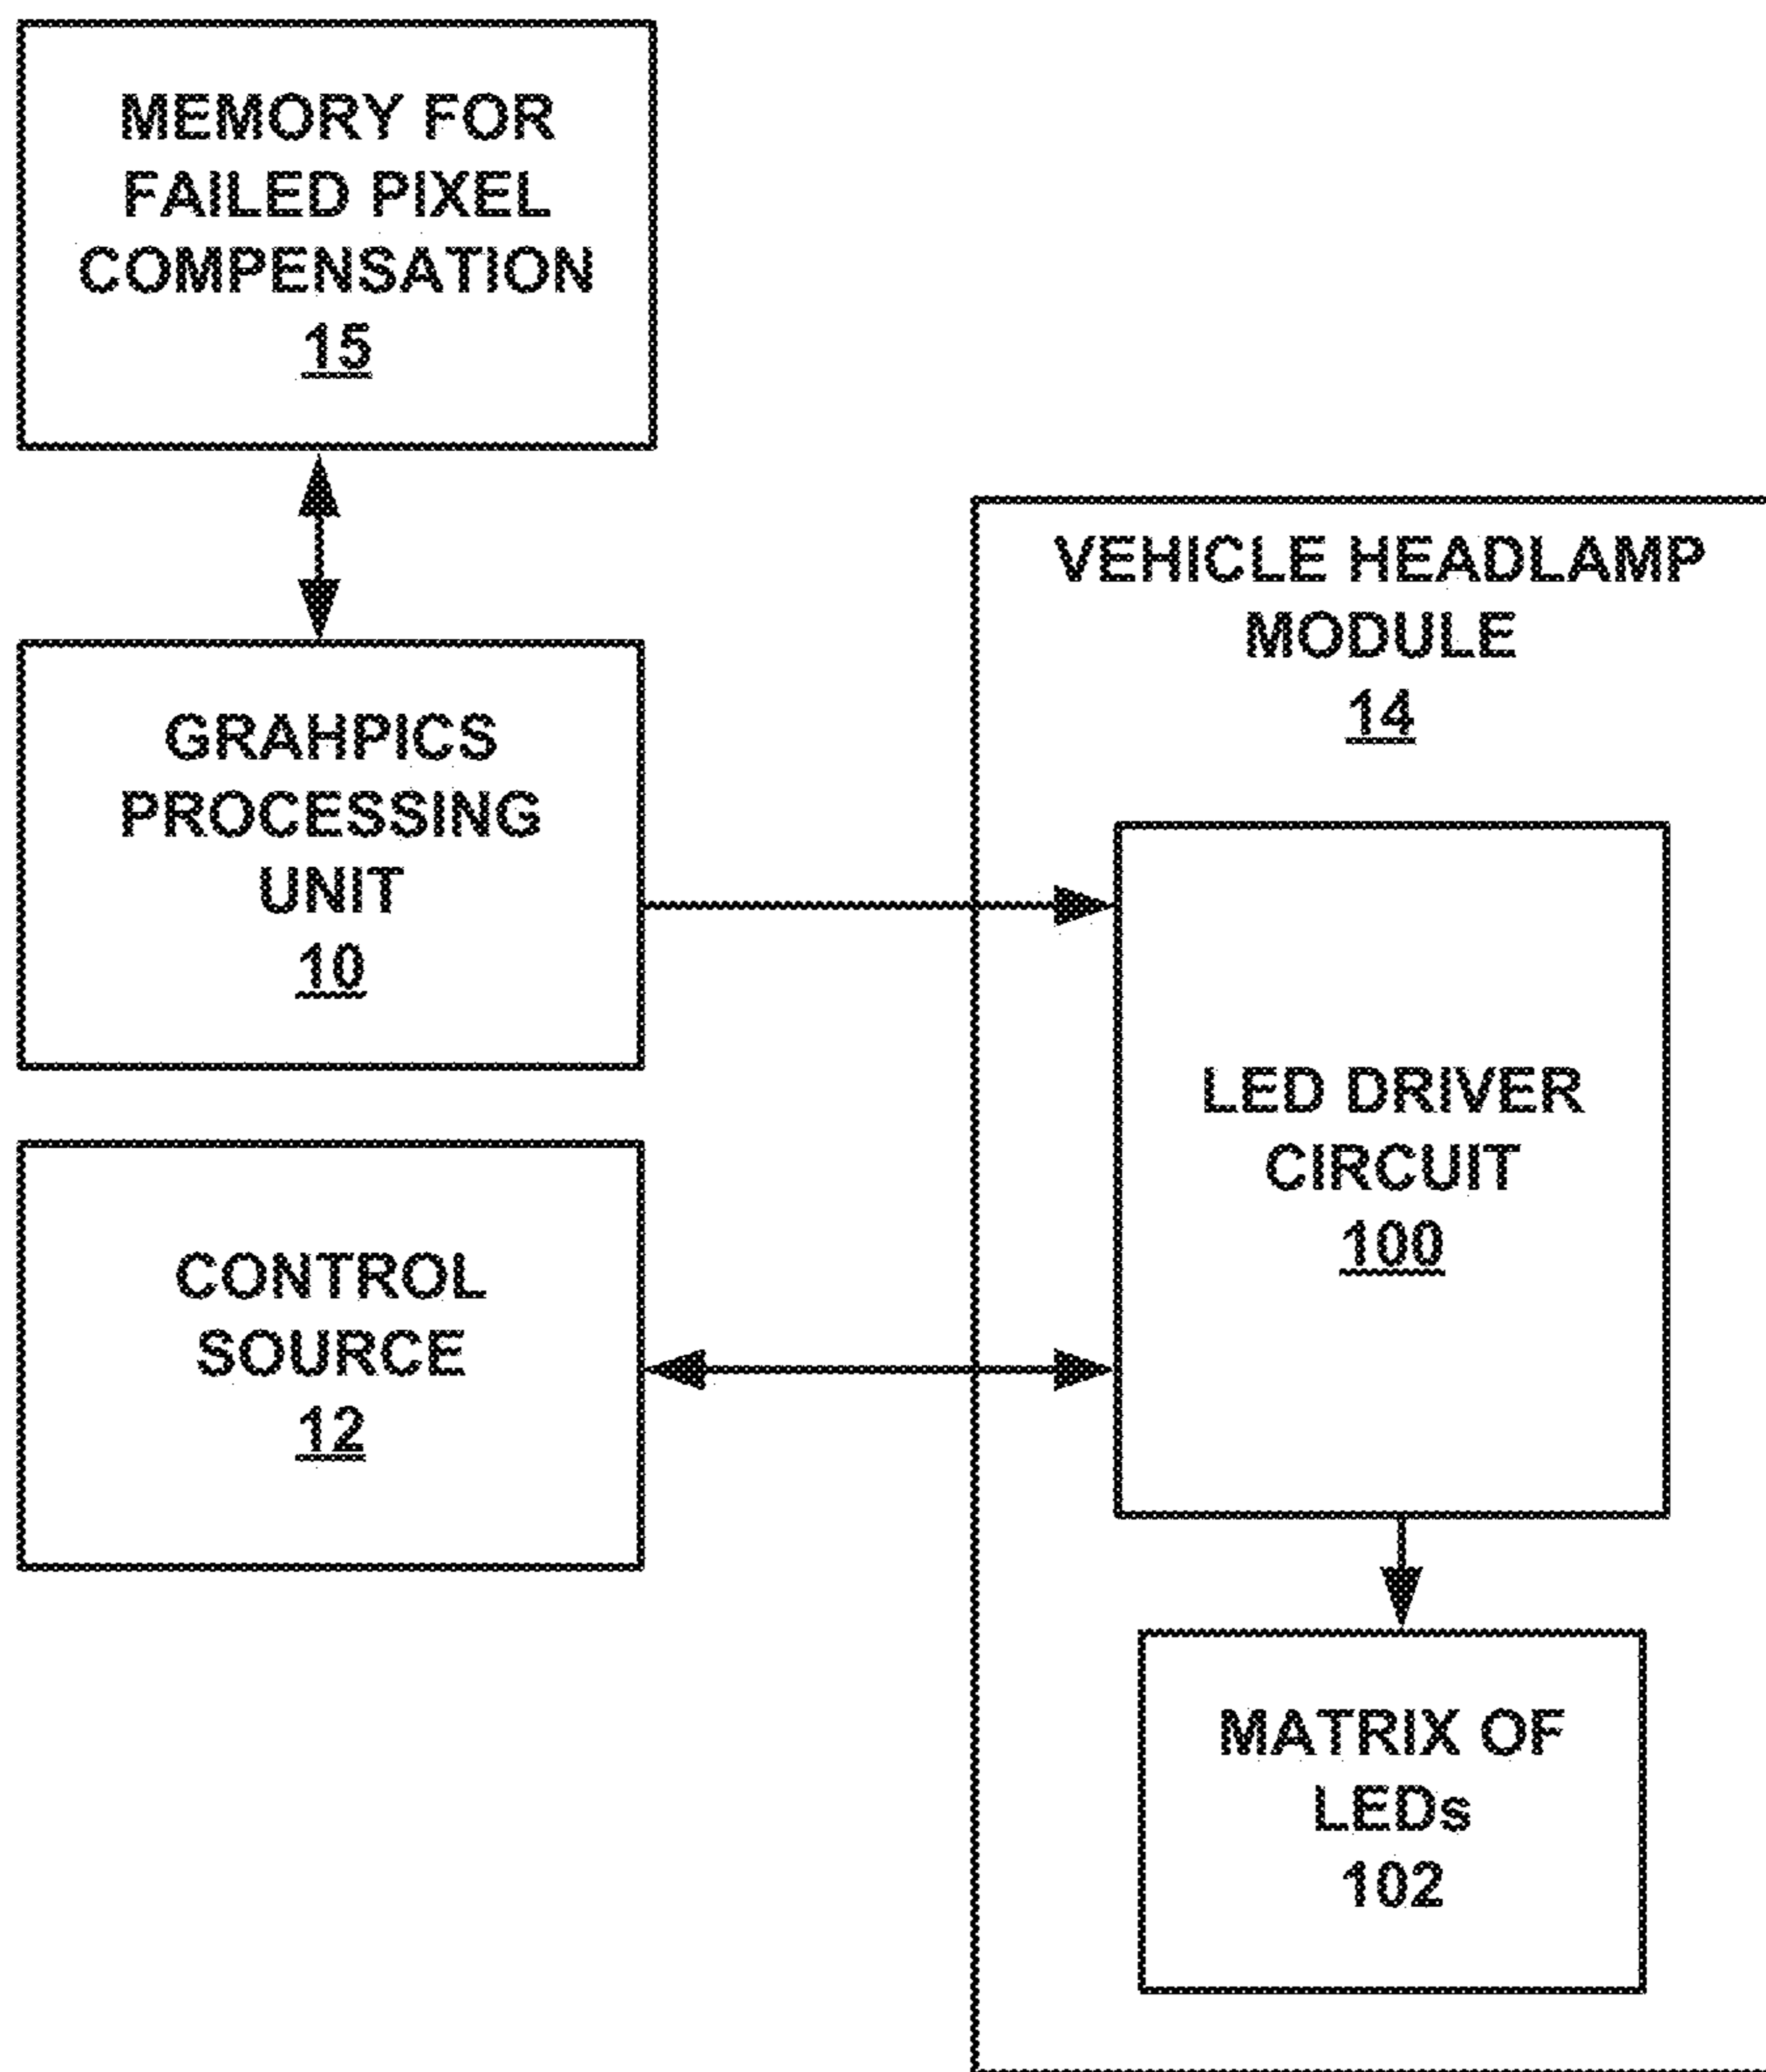 MEMORY FOR
FAILED PIXEL
COMPENSATION
15
GRAHPICS
PROCESSING
UNIT
10
CONTROL
SOURCE
12
VEHICLE HEADLAMP
MODULE
14
LED DRIVER
CIRCUIT
100
MATRIX OF
LEDs
102